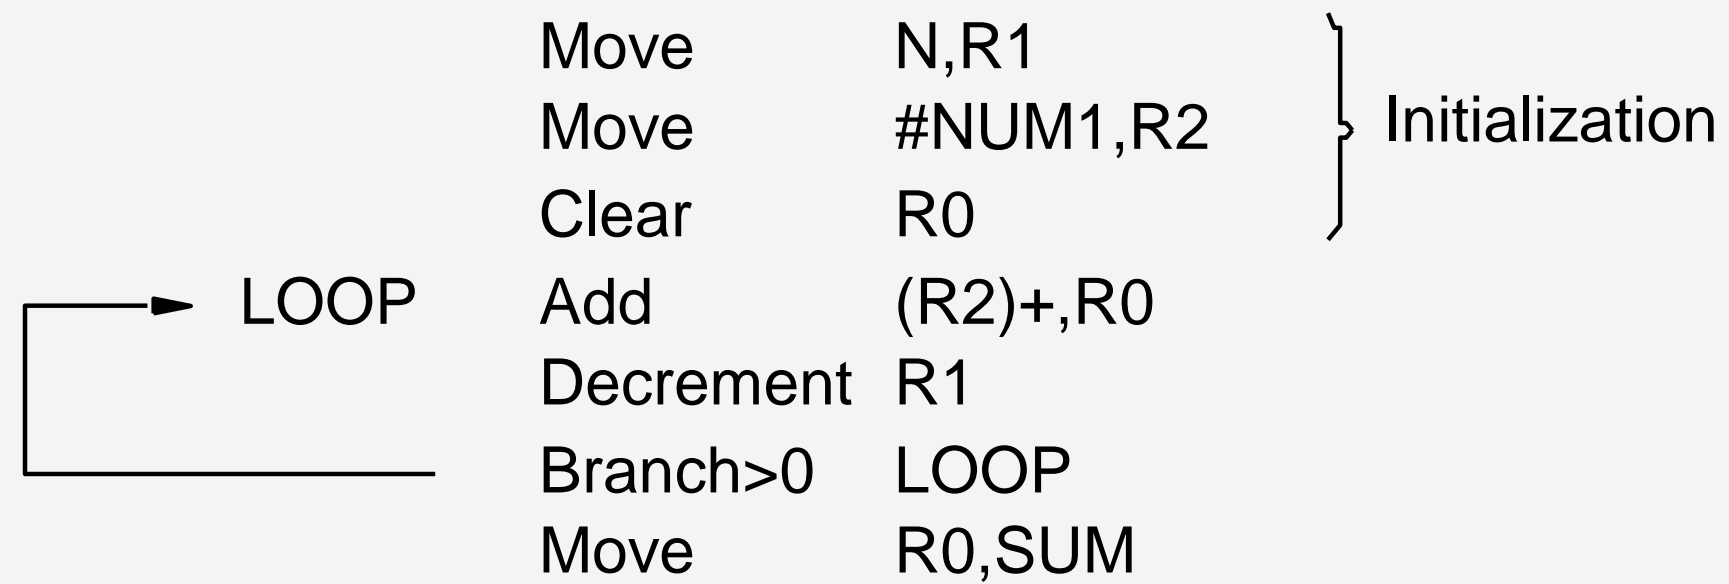 Move N,R1
Move #NUM1,R2
Initialization
Clear R0
LOOP Add (R2)+,R0
Decrement R1
Branch>0 LOOP
Move R0,SUM